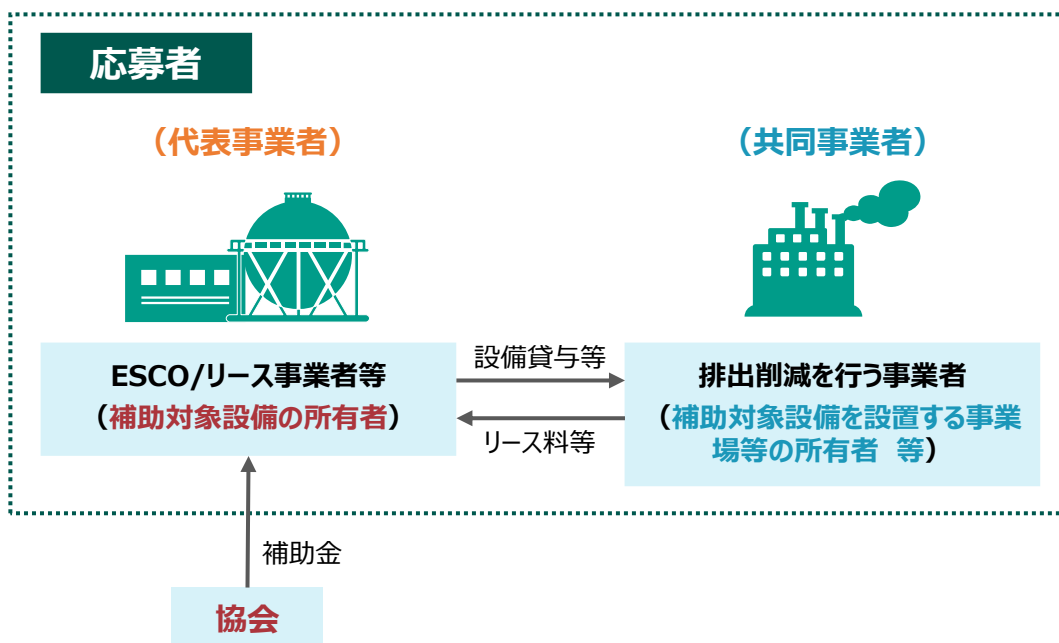 応募者
（代表事業者）
（共同事業者）
ESCO/リース事業者等
（補助対象設備の所有者）
設備貸与等
リース料等
排出削減を行う事業者
（補助対象設備を設置する事業
場等の所有者 等）
補助金
協会